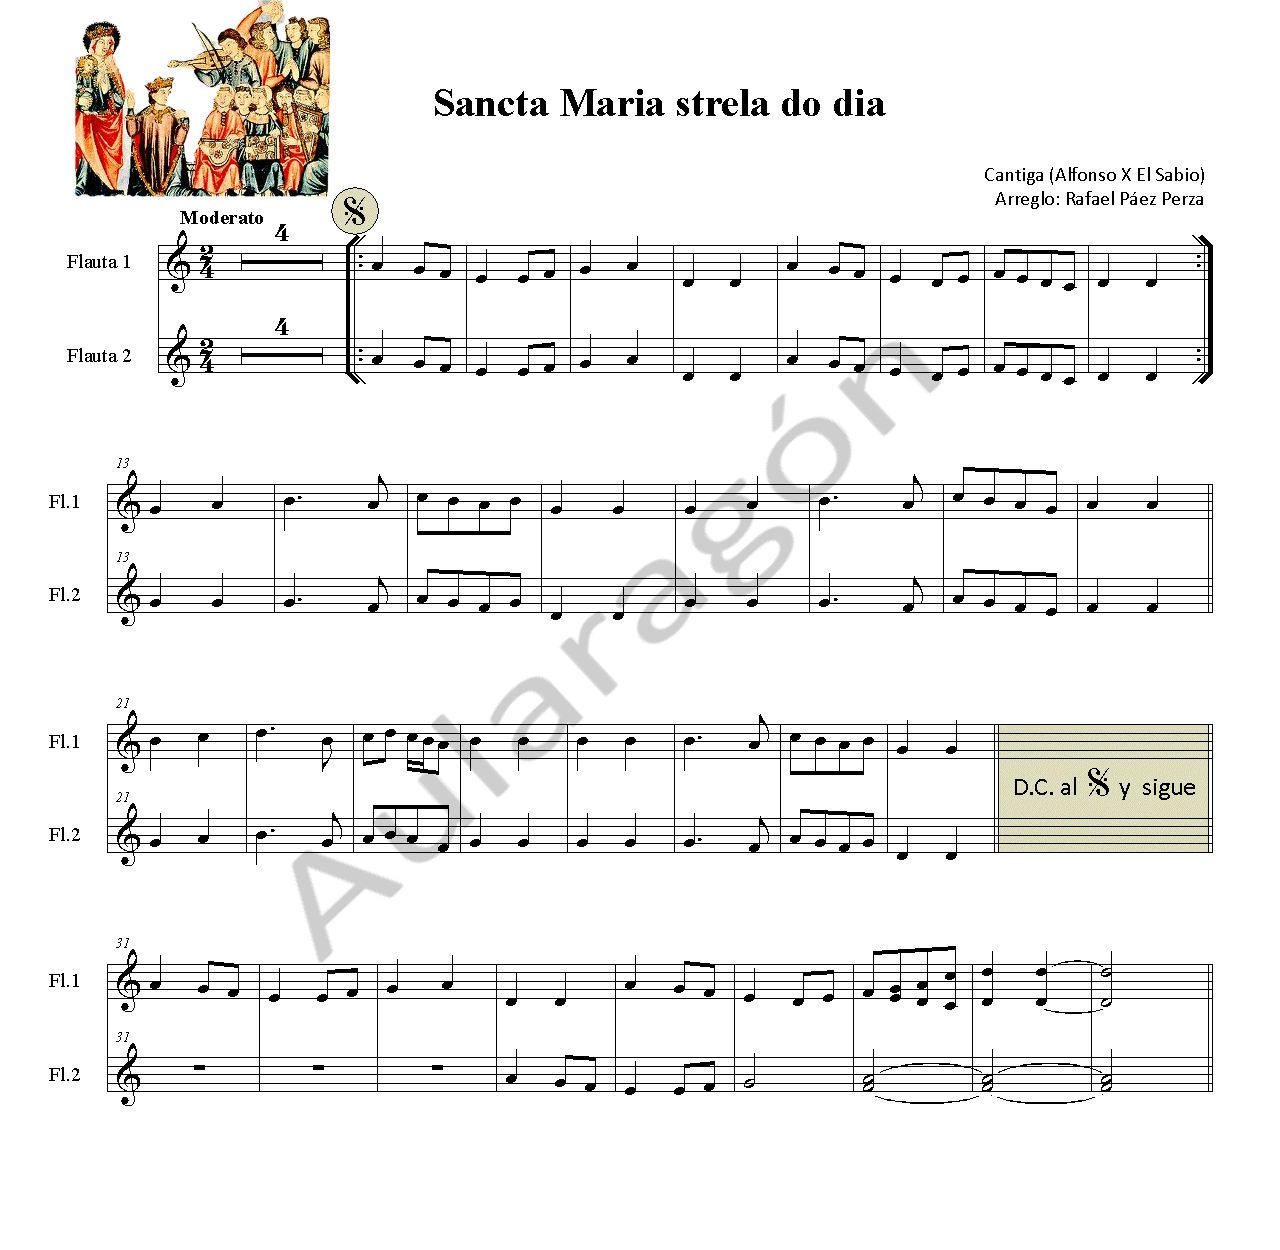 Sancta Maria strela do dia
Cantiga (Alfonso X El Sabio)
Arreglo: Rafael Páez Perza
Moderato
4
Flauta 1
2
4
4
Flauta 2
2
4
13
Fl.1
13
Fl.2
21
Fl.1
D.C. al y sigue
21
Fl.2
31
Fl.1
31
Fl.2
Aularagón